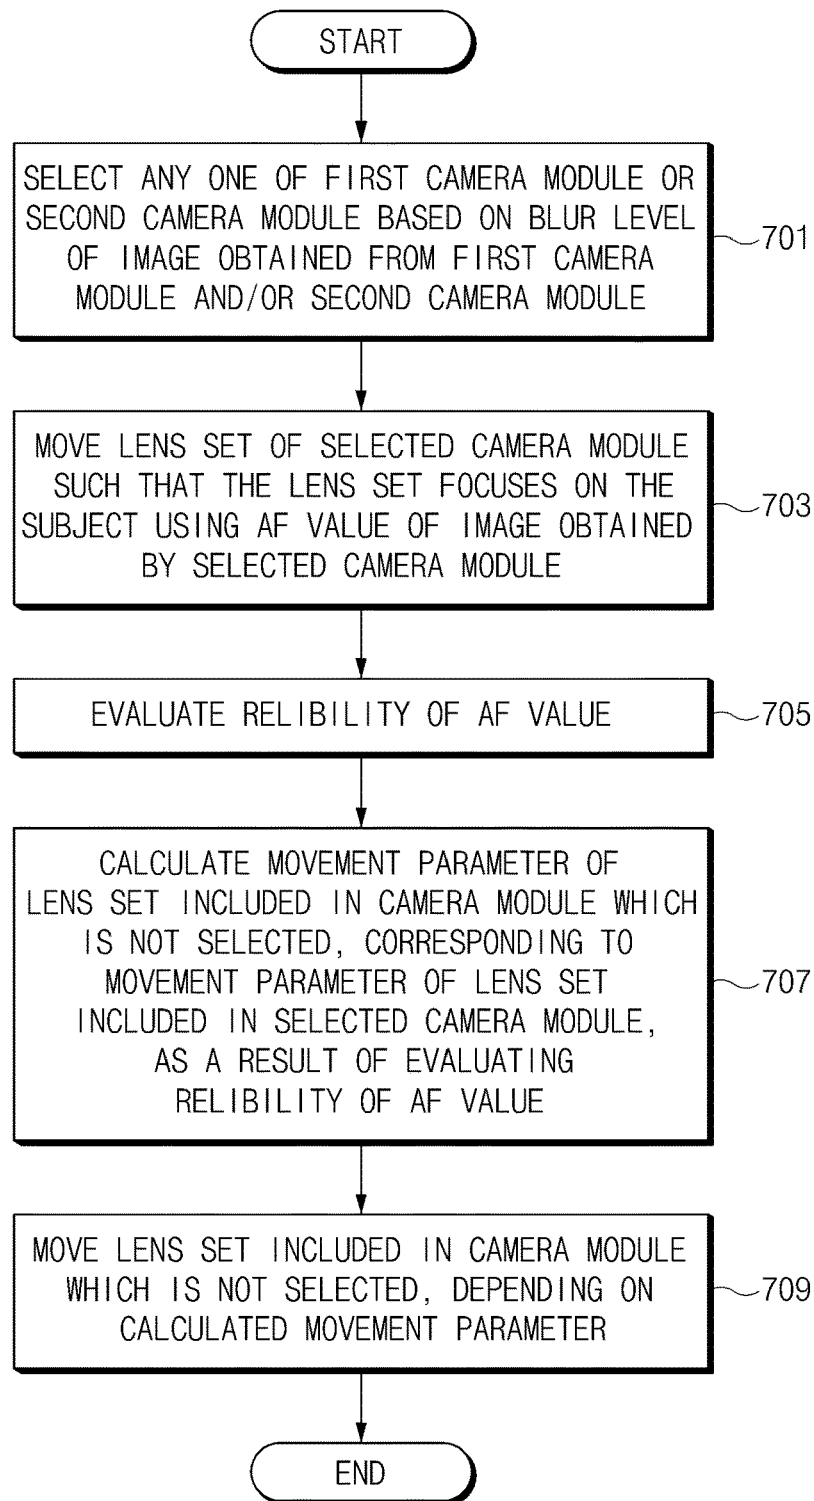 START
SELECT ANY ONE OF FIRST CAMERA MODULE OR
SECOND CAMERA MODULE BASED ON BLUR LEVEL
OF IMAGE OBTAINED FROM FIRST CAMERA
MODULE AND/OR SECOND CAMERA MODULE
701
MOVE LENS SET OF SELECTED CAMERA MODULE
SUCH THAT THE LENS SET FOCUSES ON THE
SUBJECT USING AF VALUE OF IMAGE OBTAINED
BY SELECTED CAMERA MODULE
703
EVALUATE RELIBILITY OF AF VALUE
705
CALCULATE MOVEMENT PARAMETER OF
LENS SET INCLUDED IN CAMERA MODULE WHICH
IS NOT SELECTED, CORRESPONDING TO
MOVEMENT PARAMETER OF LENS SET
INCLUDED IN SELECTED CAMERA MODULE,
AS A RESULT OF EVALUATING
RELIBILITY OF AF VALUE
707
MOVE LENS SET INCLUDED IN CAMERA MODULE
WHICH IS NOT SELECTED, DEPENDING ON
CALCULATED MOVEMENT PARAMETER
709
END